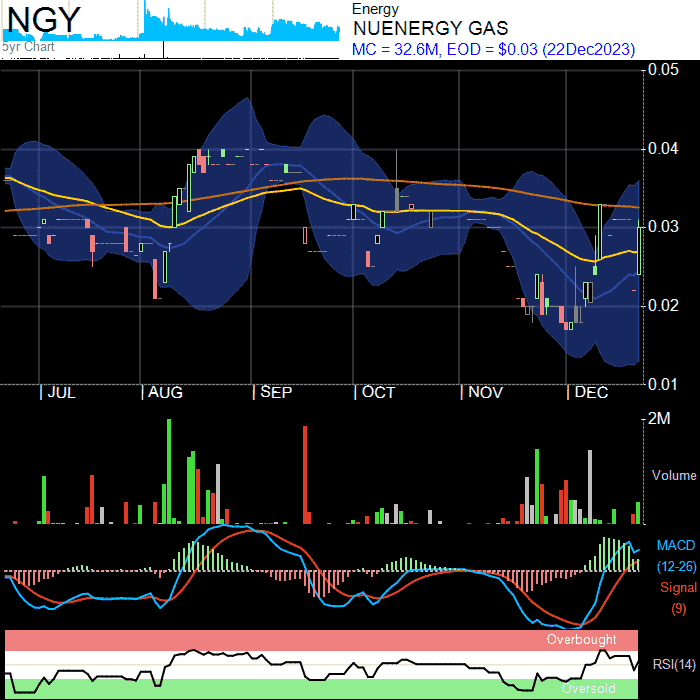 NGY
5yr Chart
Energy
NUENERGY GAS
MC = 32.6M, EOD = $0.03 (22Dec2023)
0.05
0.04
0.03
0.02
0.01
JUL AUG SEP OCT NOV DEC
2M
Volume
MACD
(12-26)
Signal
(9)
Overbought
RSI(14)
Oversold